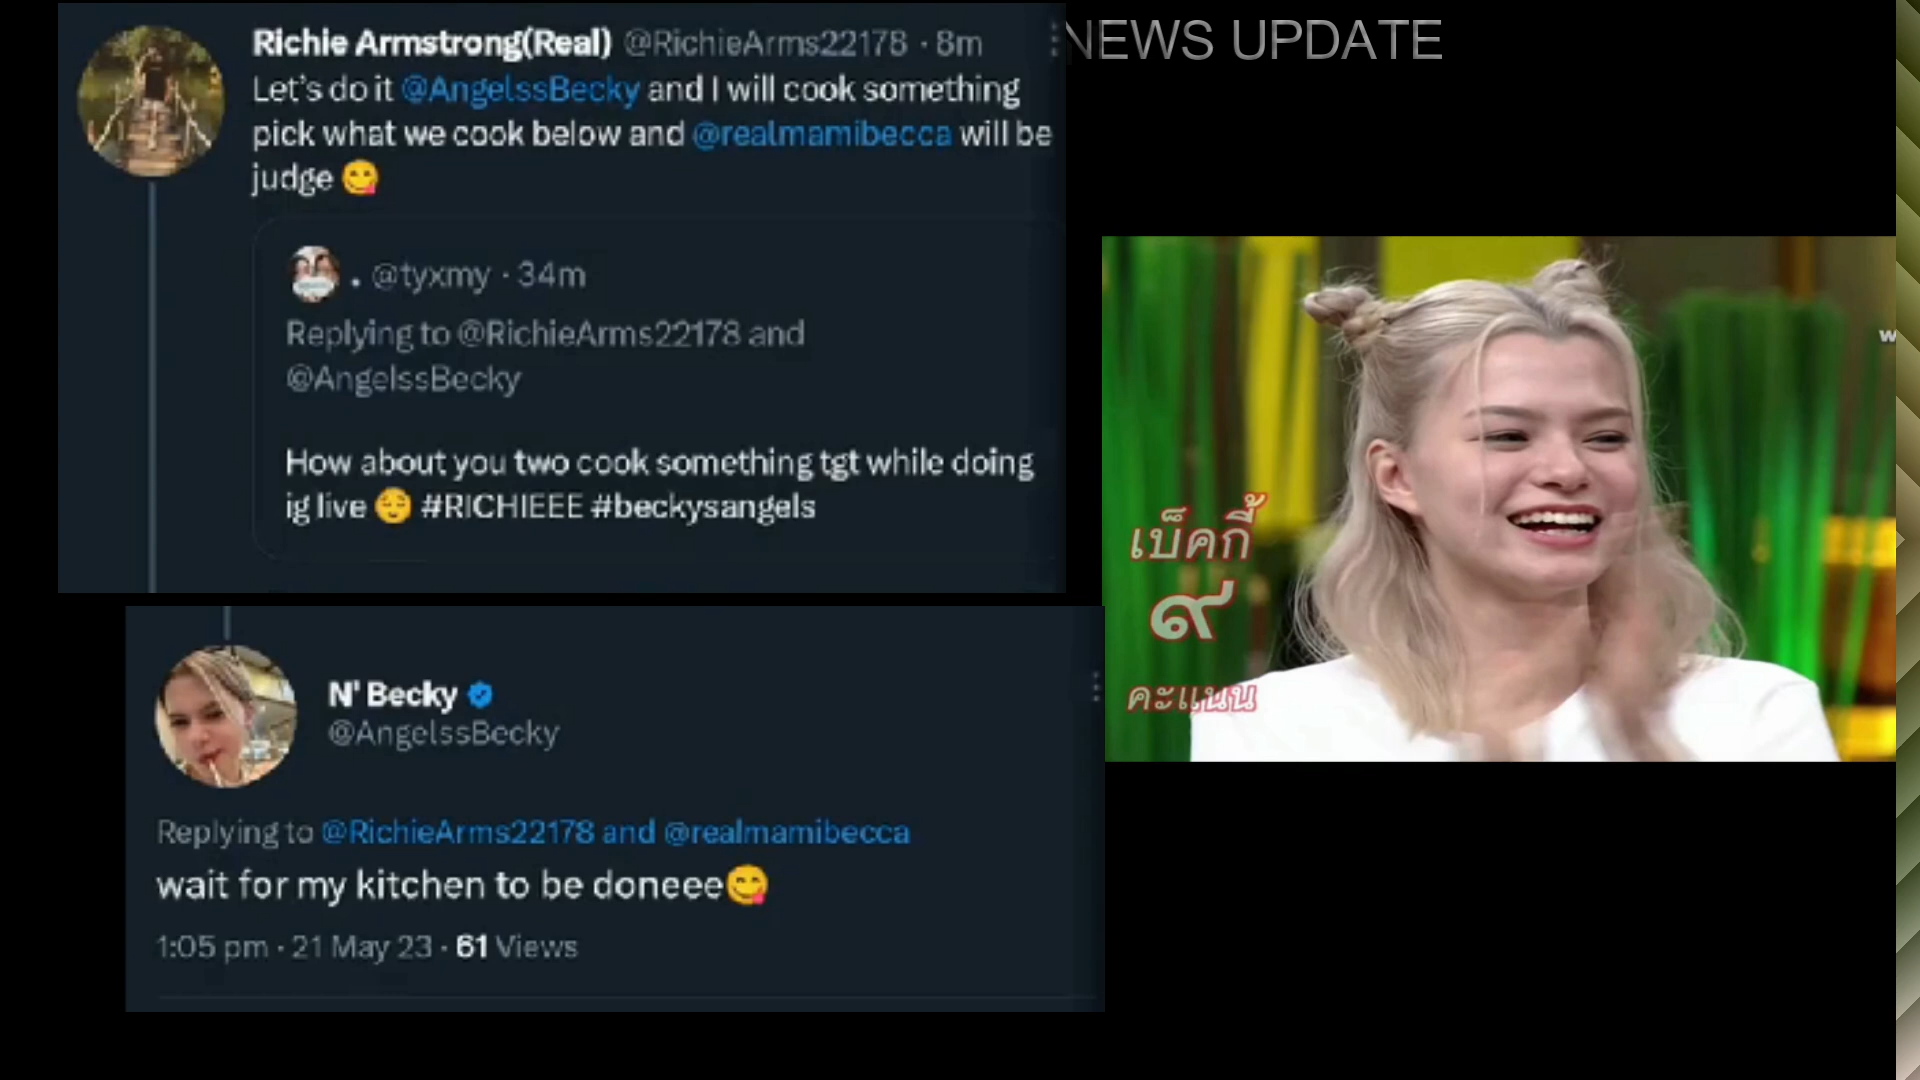 Richie Armstrong(Real) @RichieArms22178 · 8m
Let's do it @AngelssBecky and I will cook something
pick what we cook below and @realmamibecca will be
judge 😋
. @tyxmy · 34m
Replying to @RichieArms22178 and
@AngelssBecky
How about you two cook something tgt while doing
ig live 😌 #RICHIEEE #beckysangels
N' Becky
@AngelssBecky
Replying to @RichieArms22178 and @realmamibecca
wait for my kitchen to be doneee😋
1:05 pm · 21 May 23 · 61 Views
NEWS UPDATE
เบ็คกี้
๙
คะแนน